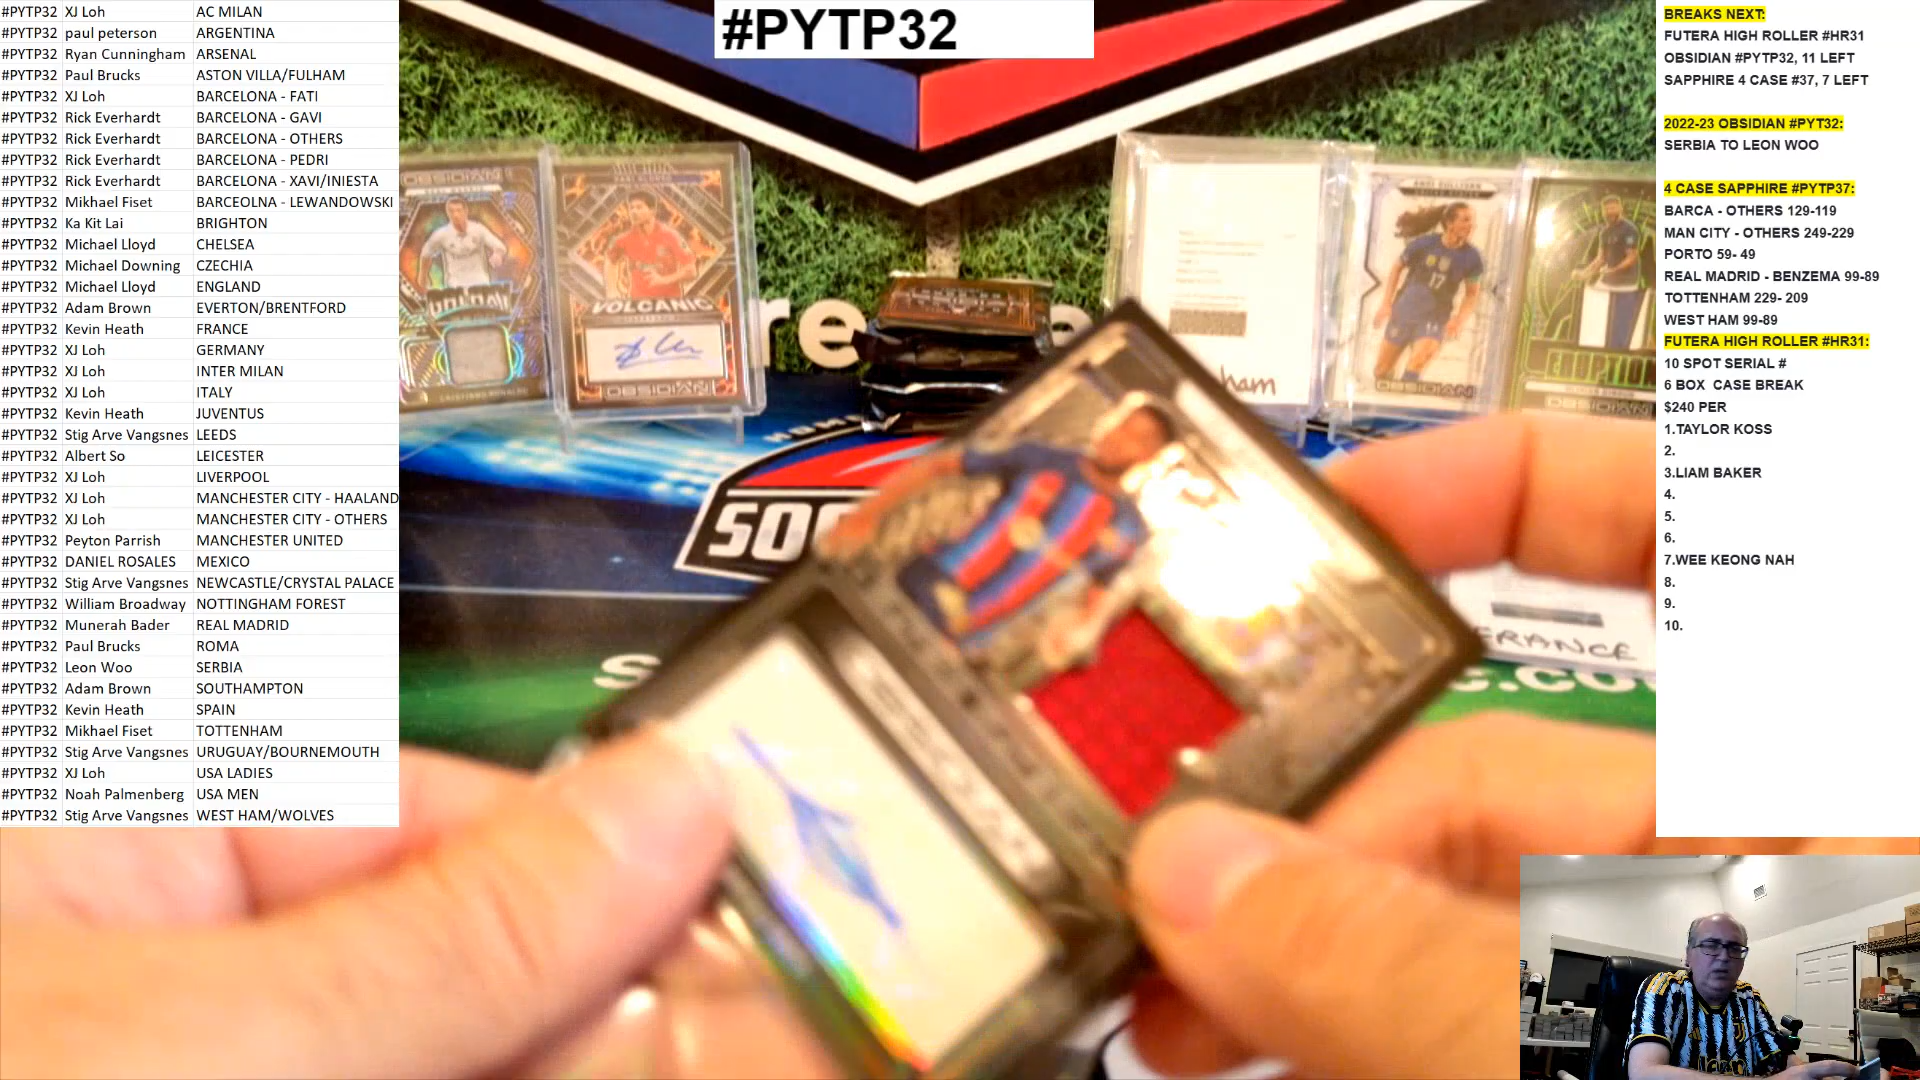 #PYTP32 XJ Loh AC MILAN
#PYTP32 paul peterson ARGENTINA
#PYTP32 Ryan Cunningham ARSENAL
#PYTP32 Paul Brucks ASTON VILLA/FULHAM
#PYTP32 XJ Loh BARCELONA - FATI
#PYTP32 Rick Everhardt BARCELONA - GAVI
#PYTP32 Rick Everhardt BARCELONA - OTHERS
#PYTP32 Rick Everhardt BARCELONA - PEDRI
#PYTP32 Rick Everhardt BARCELONA - XAVI/INIESTA
#PYTP32 Mikhael Fiset BARCEOLNA - LEWANDOWSKI
#PYTP32 Ka Kit Lai BRIGHTON
#PYTP32 Michael Lloyd CHELSEA
#PYTP32 Michael Downing CZECHIA
#PYTP32 Michael Lloyd ENGLAND
#PYTP32 Adam Brown EVERTON/BRENTFORD
#PYTP32 Kevin Heath FRANCE
#PYTP32 XJ Loh GERMANY
#PYTP32 XJ Loh INTER MILAN
#PYTP32 XJ Loh ITALY
#PYTP32 Kevin Heath JUVENTUS
#PYTP32 Stig Arve Vangsnes LEEDS
#PYTP32 Albert So LEICESTER
#PYTP32 XJ Loh LIVERPOOL
#PYTP32 XJ Loh MANCHESTER CITY - HAALAND
#PYTP32 XJ Loh MANCHESTER CITY - OTHERS
#PYTP32 Peyton Parrish MANCHESTER UNITED
#PYTP32 DANIEL ROSALES MEXICO
#PYTP32 Stig Arve Vangsnes NEWCASTLE/CRYSTAL PALACE
#PYTP32 William Broadway NOTTINGHAM FOREST
#PYTP32 Munerah Bader REAL MADRID
#PYTP32 Paul Brucks ROMA
#PYTP32 Leon Woo SERBIA
#PYTP32 Adam Brown SOUTHAMPTON
#PYTP32 Kevin Heath SPAIN
#PYTP32 Mikhael Fiset TOTTENHAM
#PYTP32 Stig Arve Vangsnes URUGUAY/BOURNEMOUTH
#PYTP32 XJ Loh USA LADIES
#PYTP32 Noah Palmenberg USA MEN
#PYTP32 Stig Arve Vangsnes WEST HAM/WOLVES
#PYTP32
OBSIDIAN
VOLCANIC
OBSIDIAN
re
e
ham
17
OBSIDIAN
ERUPTION
OBSIDIAN
SOC
FRANCE
s
c.co
BREAKS NEXT:
FUTERA HIGH ROLLER #HR31
OBSIDIAN #PYTP32, 11 LEFT
SAPPHIRE 4 CASE #37, 7 LEFT
2022-23 OBSIDIAN #PYT32:
SERBIA TO LEON WOO
4 CASE SAPPHIRE #PYTP37:
BARCA - OTHERS 129-119
MAN CITY - OTHERS 249-229
PORTO 59- 49
REAL MADRID - BENZEMA 99-89
TOTTENHAM 229- 209
WEST HAM 99-89
FUTERA HIGH ROLLER #HR31:
10 SPOT SERIAL #
6 BOX CASE BREAK
$240 PER
1.TAYLOR KOSS
2.
3.LIAM BAKER
4.
5.
6.
7.WEE KEONG NAH
8.
9.
10.